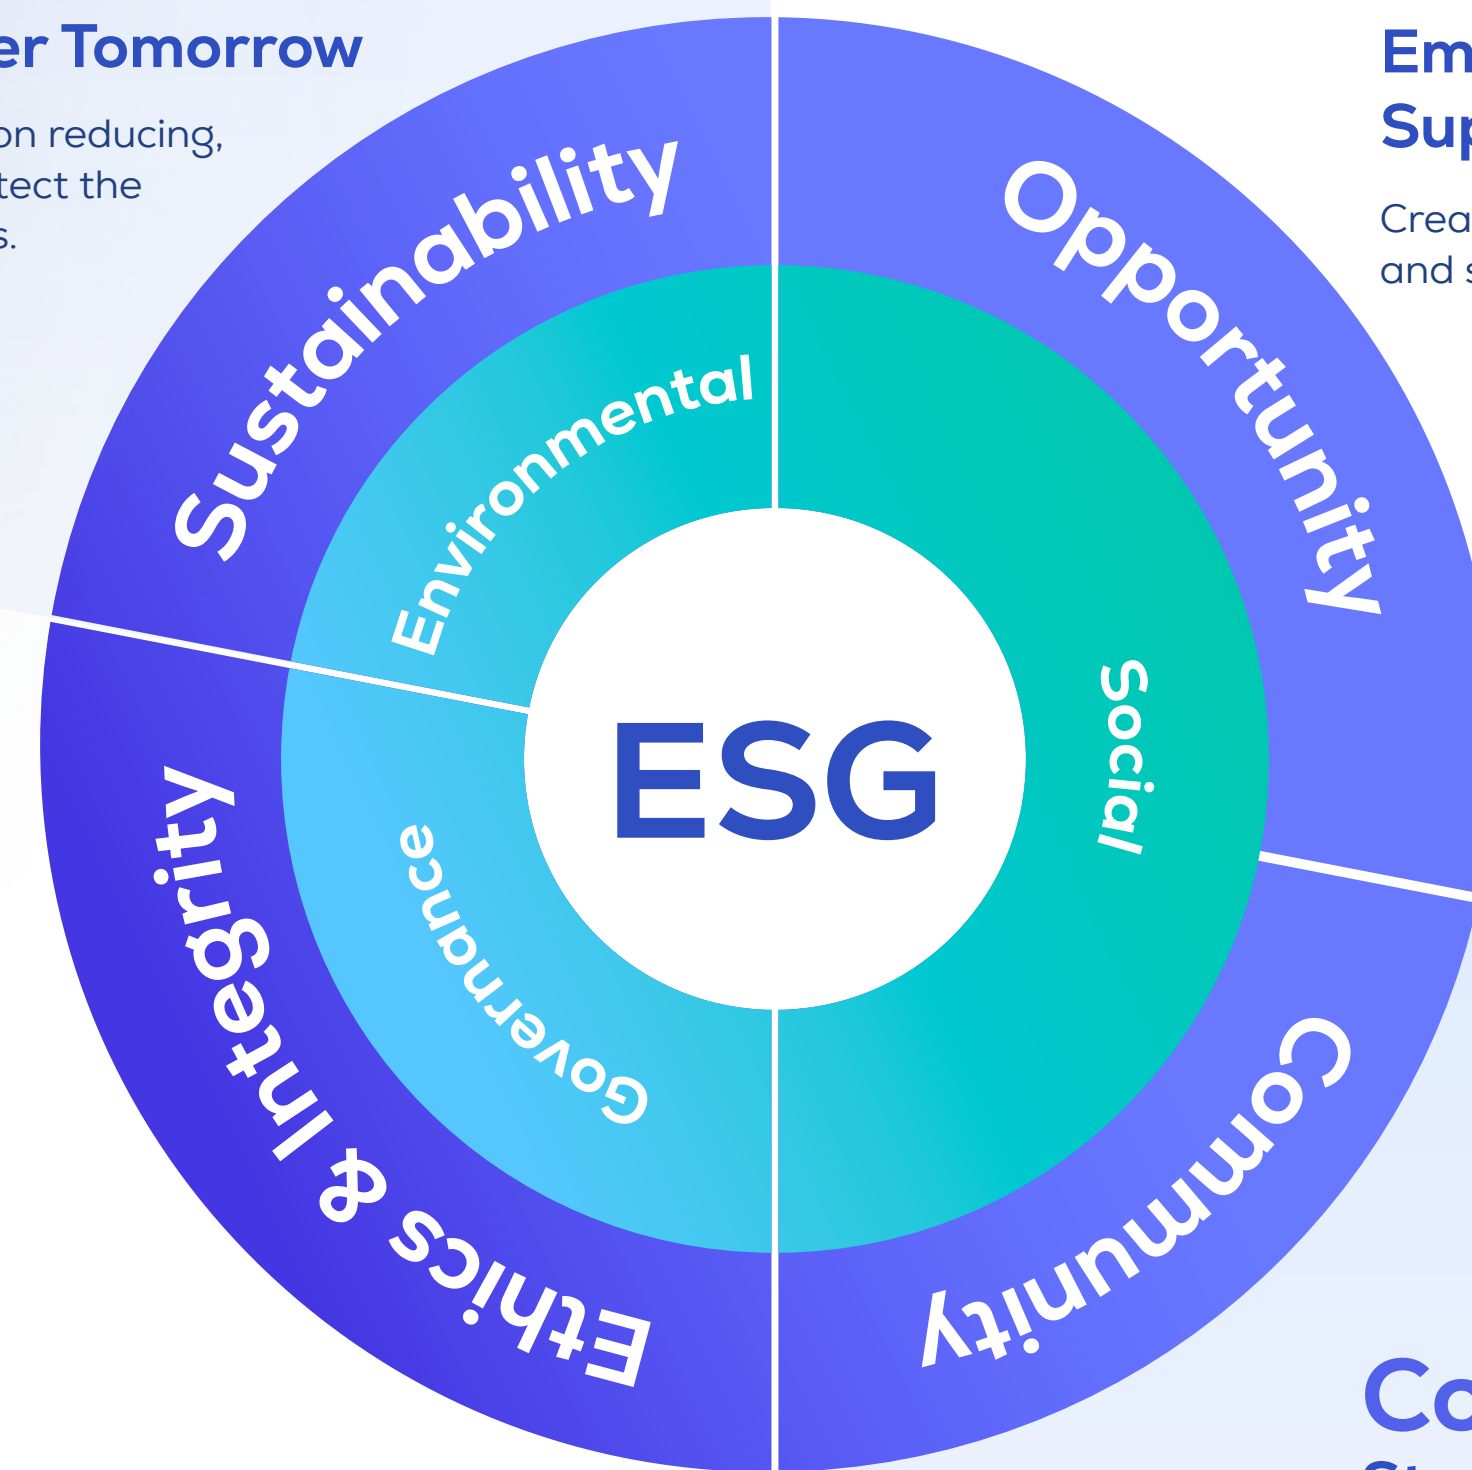 er Tomorrow
on reducing,
tect the
s.
Em
Sup
Crea
and s
Sustainability
Opportunity
Environmental
Social
ESG
Governance
Ethics & Integrity
Community
Co